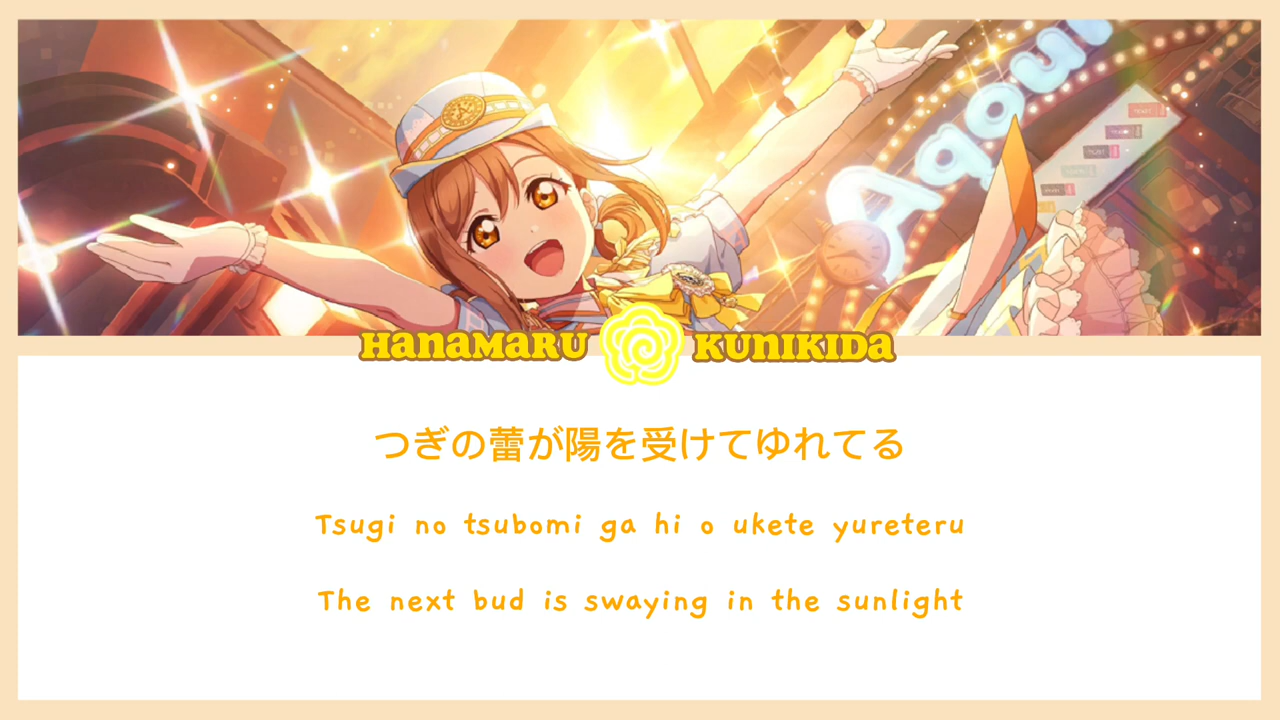 Aqour
HanaMaRU KUNIKIDa
つぎの蕾が陽を受けてゆれてる
Tsugi no tsubomi ga hi o ukete yureteru
The next bud is swaying in the sunlight